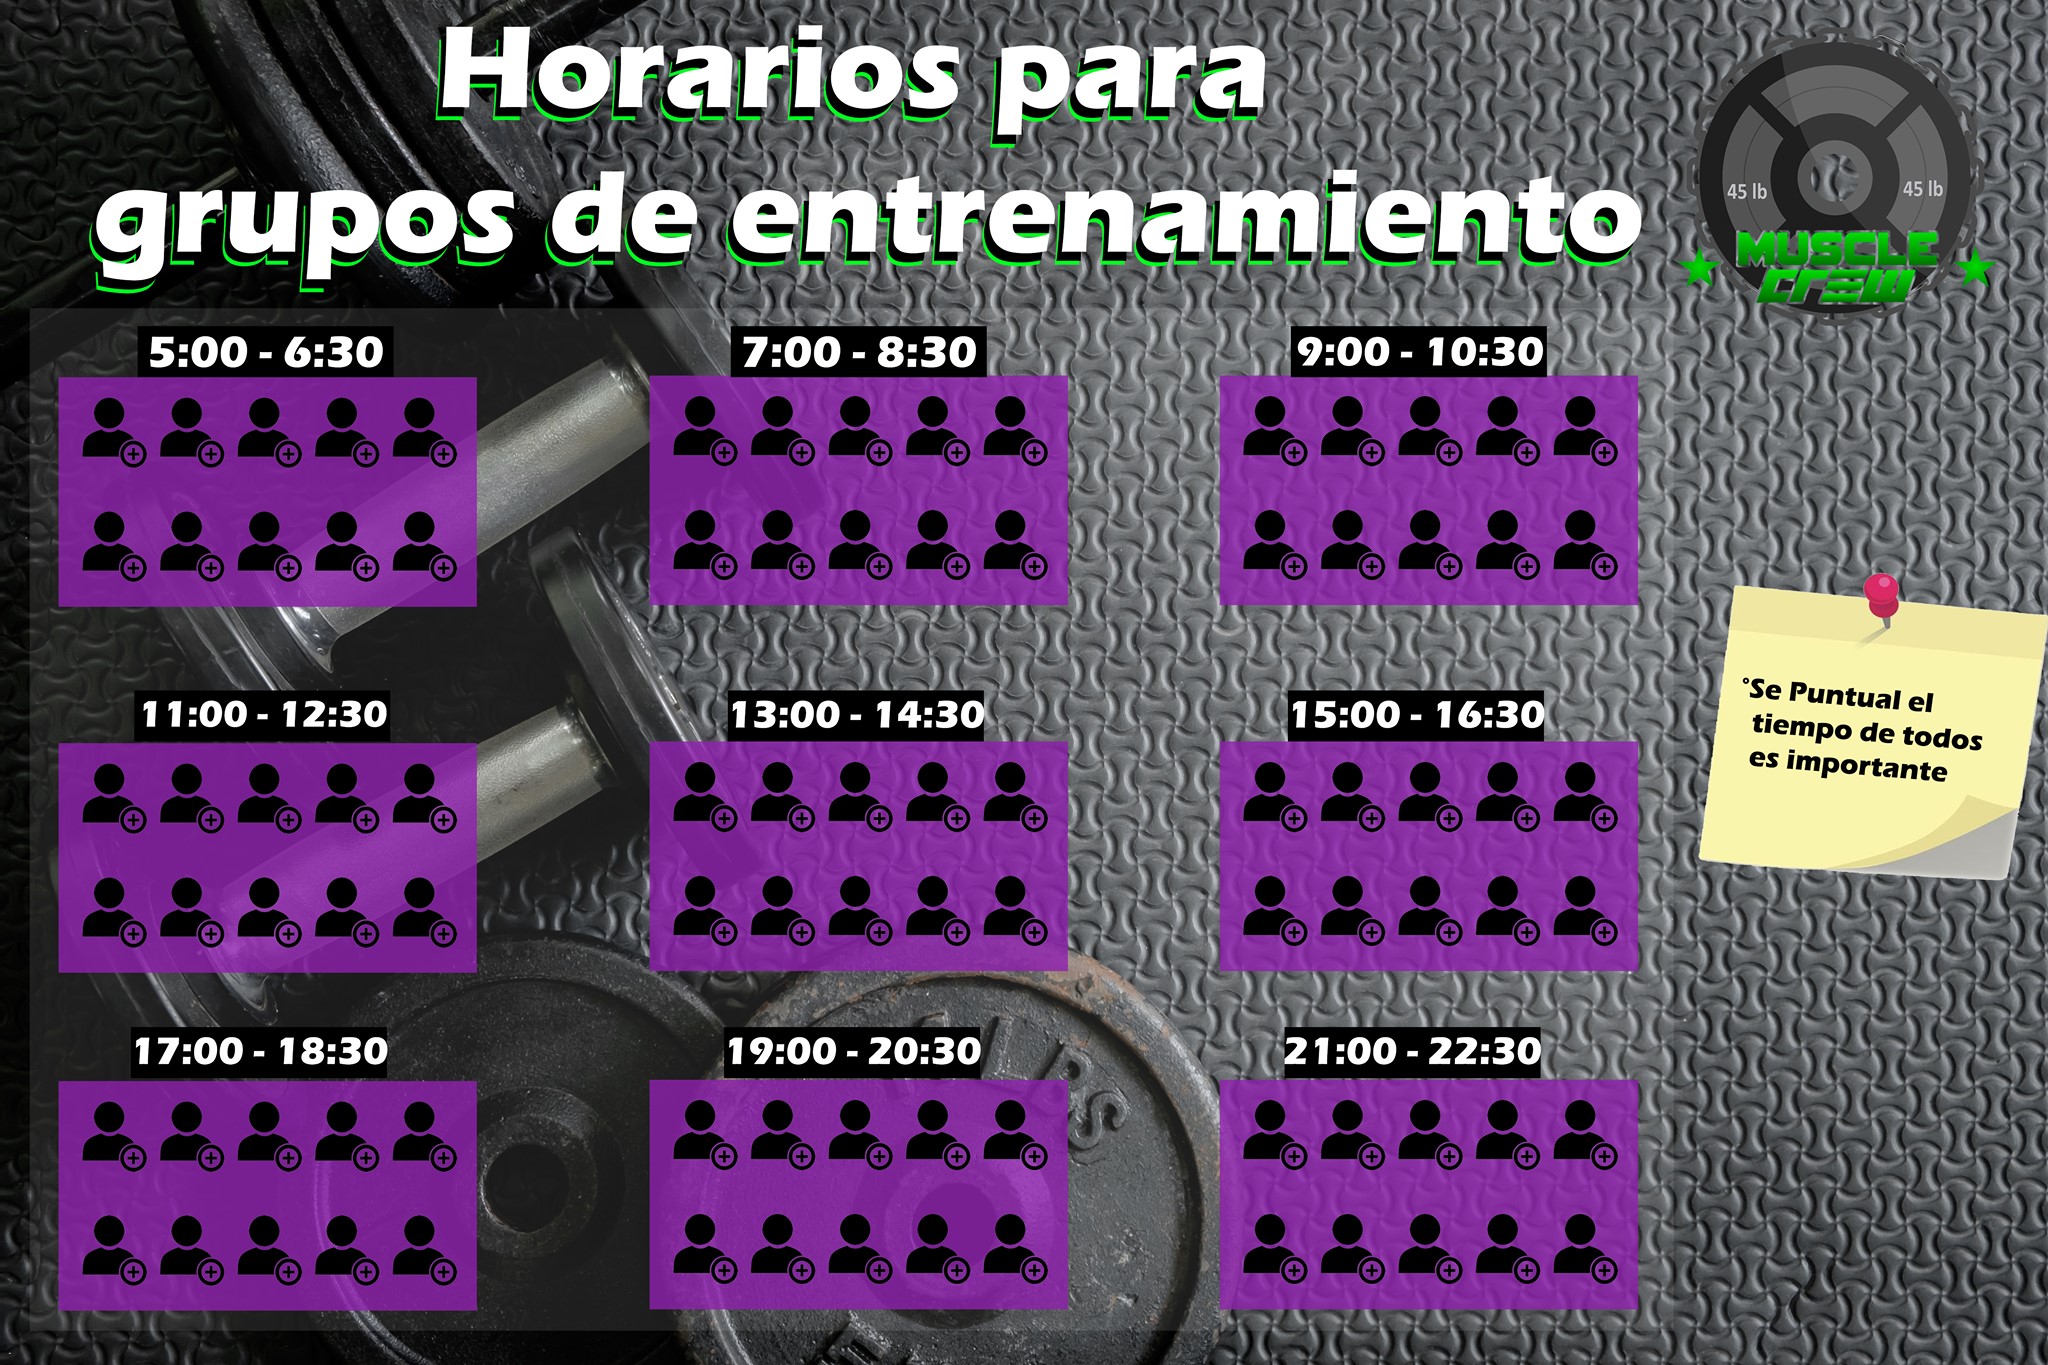 Horarios para
grupos de entrenamiento
45 lb
45 lb
MUSCLE
CREW
5:00 - 6:30
7:00 - 8:30
9:00 - 10:30
11:00 - 12:30
13:00 - 14:30
15:00 - 16:30
°Se Puntual el
tiempo de todos
es importante
17:00 - 18:30
19:00 - 20:30
21:00 - 22:30